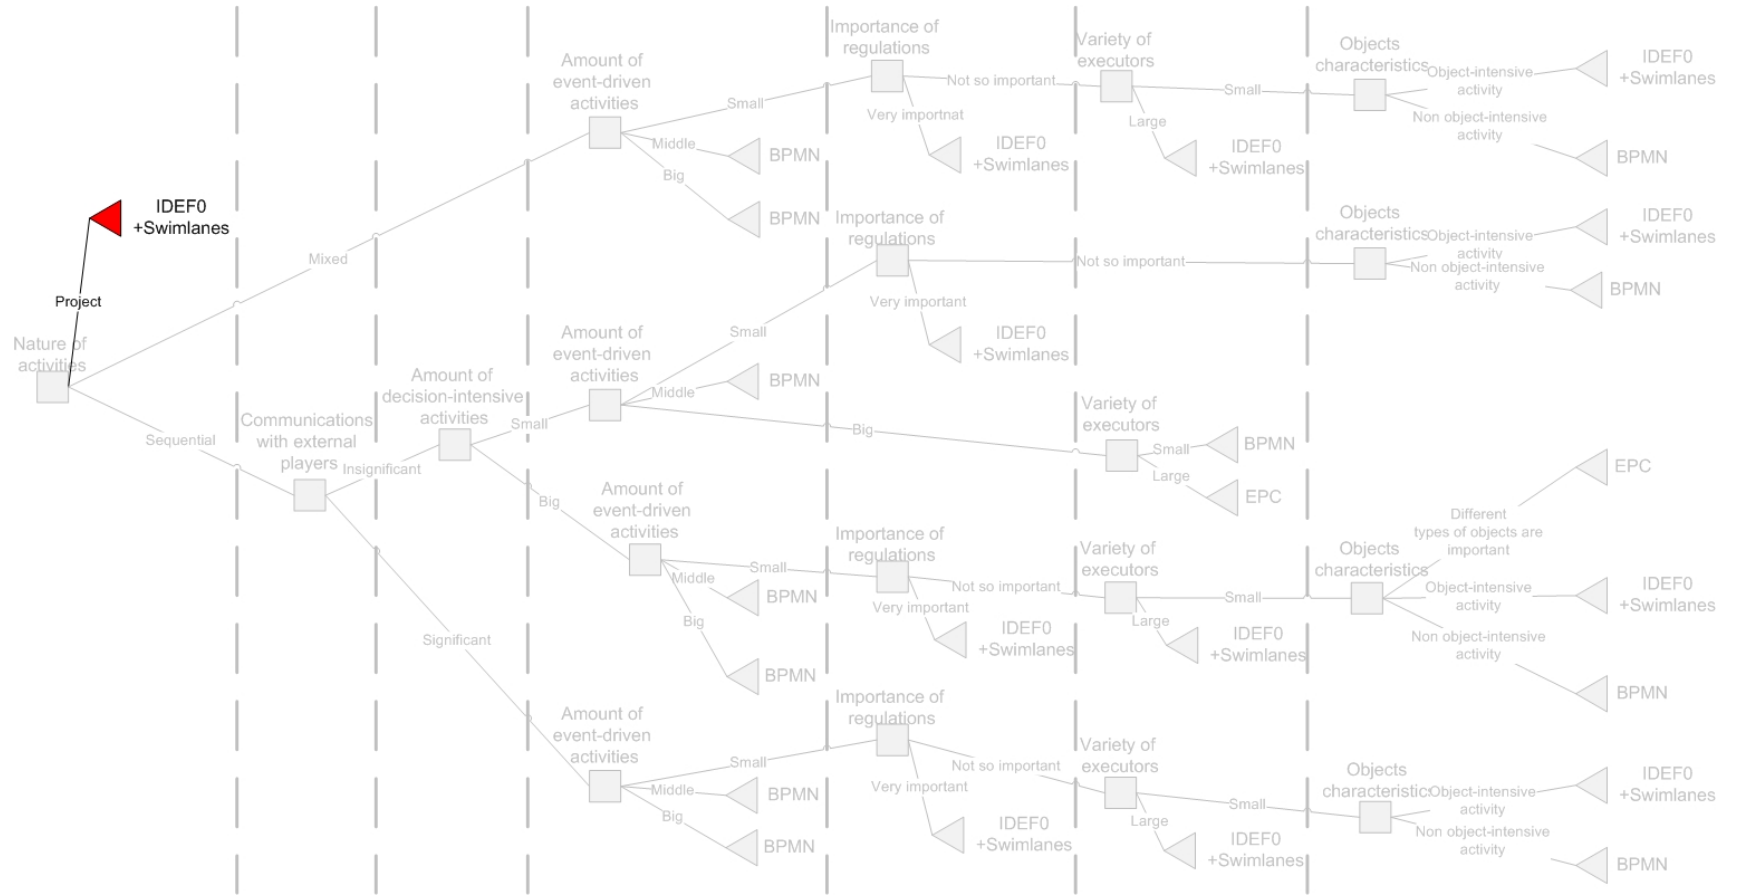 IDEF0
+Swimlanes
Project
Nature of
activities
Mixed
Sequential
Communications
with external
players
Insignificant
Significant
Amount of
decision-intensive
activities
Small
Big
Amount of
event-driven
activities
Small
Middle
BPMN
Big
BPMN
Importance of
regulations
Not so important
Very importnat
IDEF0
+Swimlanes
Variety of
executors
Small
Large
IDEF0
+Swimlanes
Objects
characteristics
Object-intensive
activity
IDEF0
+Swimlanes
Non object-intensive
activity
BPMN
Amount of
event-driven
activities
Small
Middle
BPMN
Big
Importance of
regulations
Not so important
Very important
IDEF0
+Swimlanes
Objects
characteristics
Object-intensive
activity
IDEF0
+Swimlanes
Non object-intensive
activity
BPMN
Variety of
executors
Small
BPMN
Large
EPC
Amount of
event-driven
activities
Small
Middle
BPMN
Big
BPMN
Importance of
regulations
Not so important
Very important
IDEF0
+Swimlanes
Variety of
executors
Small
Large
IDEF0
+Swimlanes
Objects
characteristics
Different
types of objects are
important
EPC
Object-intensive
activity
IDEF0
+Swimlanes
Non object-intensive
activity
BPMN
Amount of
event-driven
activities
Small
Middle
BPMN
Big
BPMN
Importance of
regulations
Not so important
Very important
IDEF0
+Swimlanes
Variety of
executors
Small
Large
IDEF0
+Swimlanes
Objects
characteristics
Object-intensive
activity
IDEF0
+Swimlanes
Non object-intensive
activity
BPMN